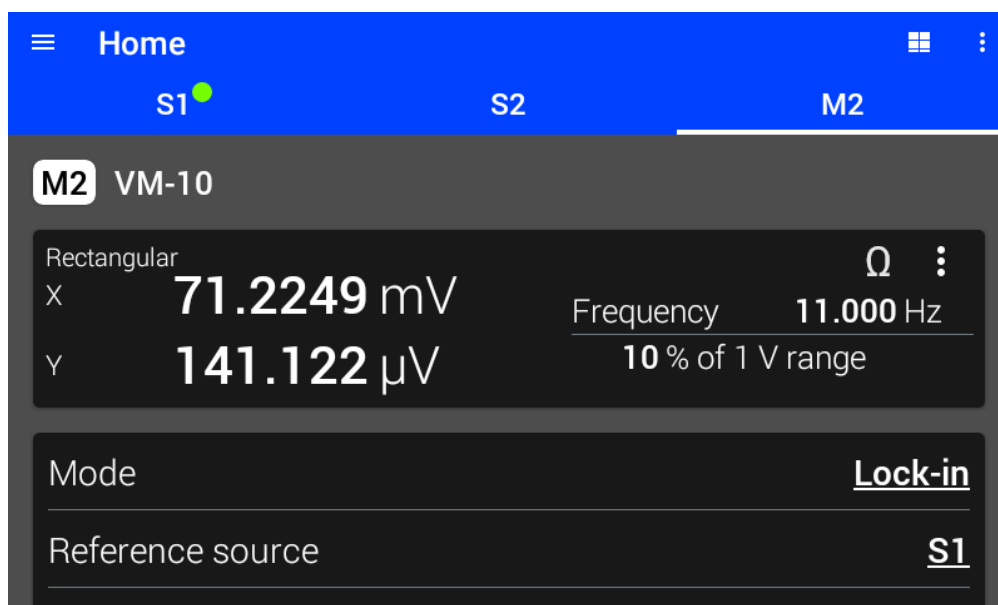 Home
S1 S2 M2
M2 VM-10
Rectangular
X 71.2249 mV
Y 141.122 µV
Ω
Frequency 11.000 Hz
10 % of 1 V range
Mode Lock-in
Reference source S1